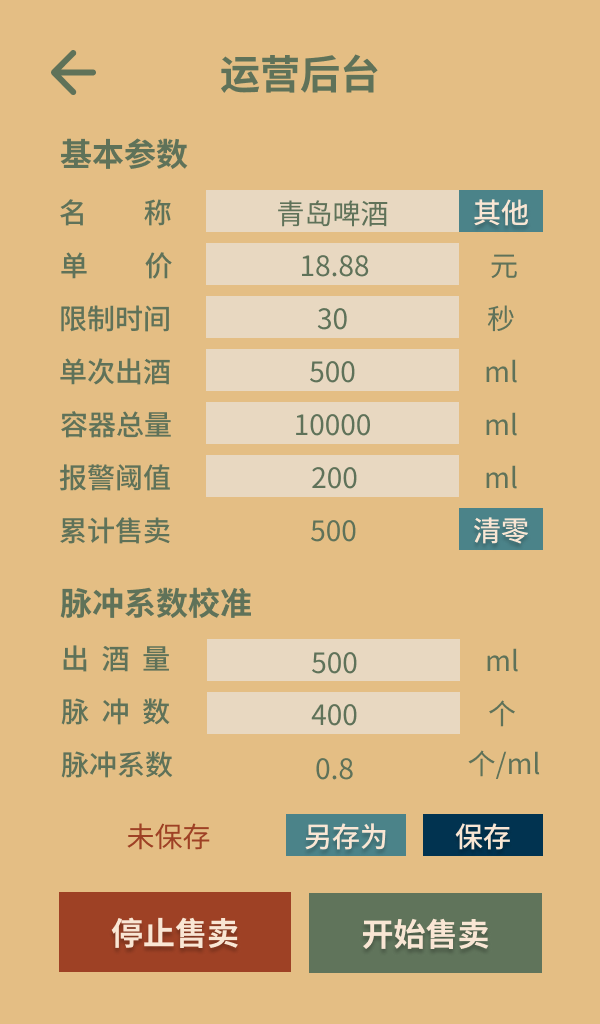 运营后台
基本参数
名 称 青岛啤酒 其他
单 价 18.88 元
限制时间 30 秒
单次出酒 500 ml
容器总量 10000 ml
报警阈值 200 ml
累计售卖 500 清零
脉冲系数校准
出 酒 量 500 ml
脉 冲 数 400 个
脉冲系数 0.8 个/ml
未保存 另存为 保存
停止售卖 开始售卖